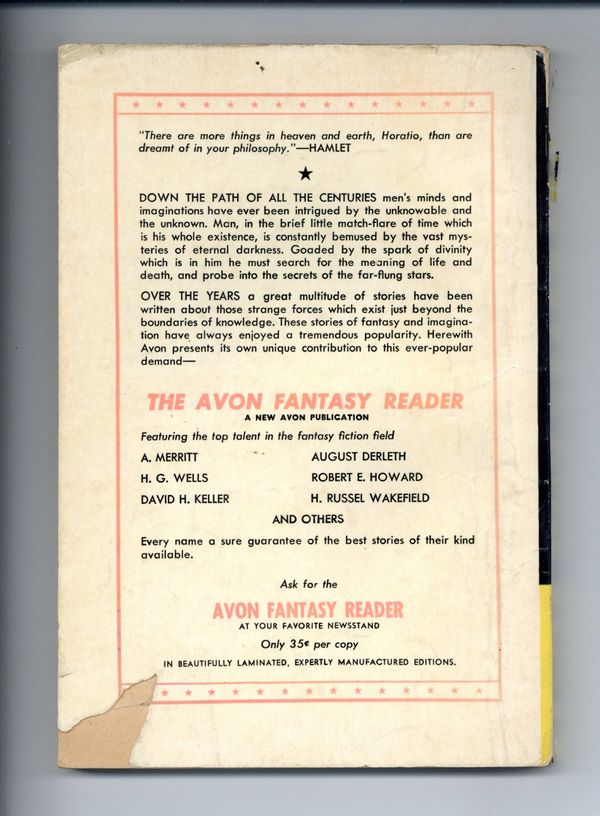 "There are more things in heaven and earth, Horatio, than are
dreamt of in your philosophy."—HAMLET
DOWN THE PATH OF ALL THE CENTURIES men's minds and
imaginations have ever been intrigued by the unknowable and
the unknown. Man, in the brief little match-flare of time which
is his whole existence, is constantly bemused by the vast mys-
teries of eternal darkness. Goaded by the spark of divinity
which is in him he must search for the meaning of life and
death, and probe into the secrets of the far-flung stars.
OVER THE YEARS a great multitude of stories have been
written about those strange forces which exist just beyond the
boundaries of knowledge. These stories of fantasy and imagina-
tion have always enjoyed a tremendous popularity. Herewith
Avon presents its own unique contribution to this ever-popular
demand—
THE AVON FANTASY READER
A NEW AVON PUBLICATION
Featuring the top talent in the fantasy fiction field
A. MERRITT AUGUST DERLETH
H. G. WELLS ROBERT E. HOWARD
DAVID H. KELLER H. RUSSEL WAKEFIELD
AND OTHERS
Every name a sure guarantee of the best stories of their kind
available.
Ask for the
AVON FANTASY READER
AT YOUR FAVORITE NEWSSTAND
Only 35¢ per copy
IN BEAUTIFULLY LAMINATED, EXPERTLY MANUFACTURED EDITIONS.